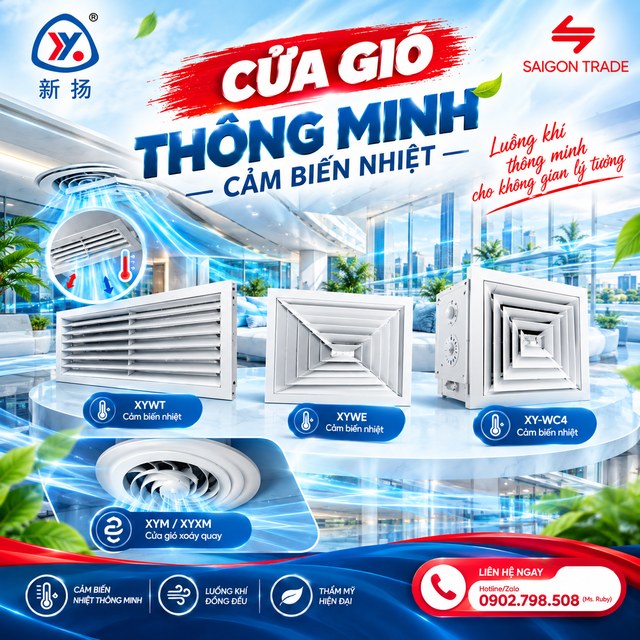 XY®
新扬
SAIGON TRADE
CỬA GIÓ
THÔNG MINH
CẢM BIẾN NHIỆT
Luồng khí
thông minh
cho không gian lý tưởng
XYWT
Cảm biến nhiệt
XYWE
Cảm biến nhiệt
XY-WC4
Cảm biến nhiệt
XYM / XYXM
Cửa gió xoáy quay
CẢM BIẾN
NHIỆT THÔNG MINH
LUỒNG KHÍ
ĐỒNG ĐỀU
THẨM MỸ
HIỆN ĐẠI
LIÊN HỆ NGAY
Hotline/Zalo
0902.798.508 (Ms. Ruby)